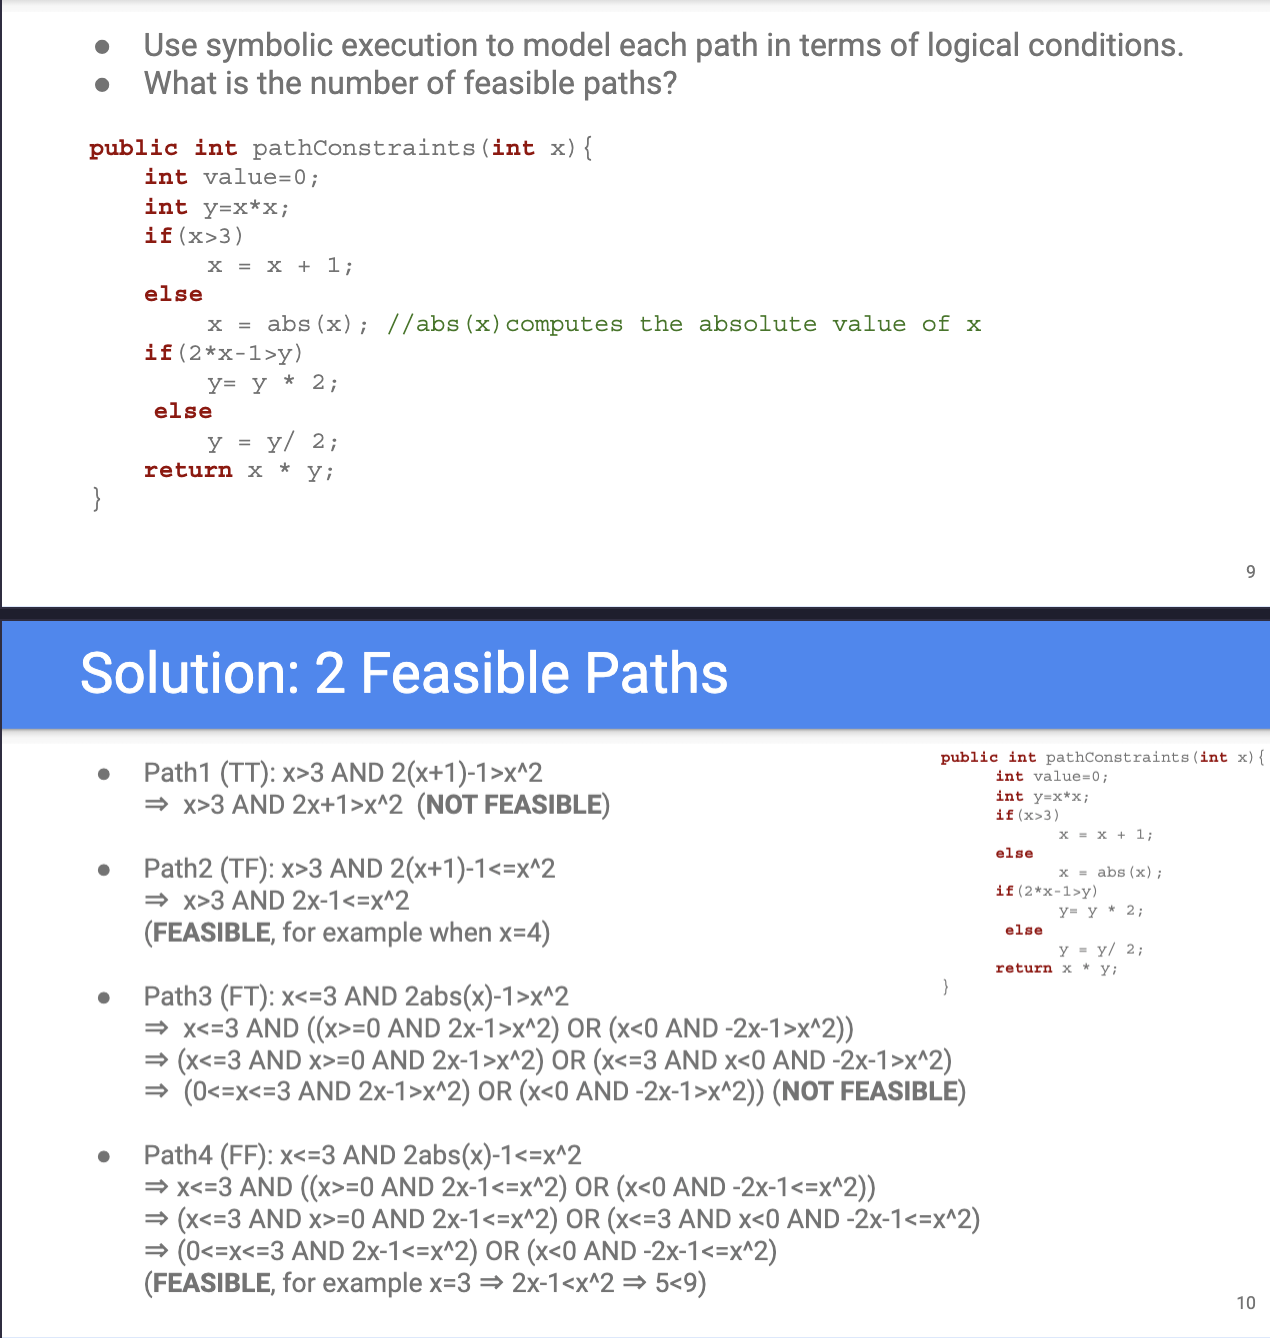 ● Use symbolic execution to model each path in terms of logical conditions.
● What is the number of feasible paths?
public int pathConstraints(int x){
int value=0;
int y=x*x;
if(x>3)
x = x + 1;
else
x = abs(x); //abs(x)computes the absolute value of x
if(2*x-1>y)
y= y * 2;
else
y = y/ 2;
return x * y;
}
9
Solution: 2 Feasible Paths
● Path1 (TT): x>3 AND 2(x+1)-1>x^2
⇒ x>3 AND 2x+1>x^2 (NOT FEASIBLE)
● Path2 (TF): x>3 AND 2(x+1)-1<=x^2
⇒ x>3 AND 2x-1<=x^2
(FEASIBLE, for example when x=4)
● Path3 (FT): x<=3 AND 2abs(x)-1>x^2
⇒ x<=3 AND ((x>=0 AND 2x-1>x^2) OR (x<0 AND -2x-1>x^2))
⇒ (x<=3 AND x>=0 AND 2x-1>x^2) OR (x<=3 AND x<0 AND -2x-1>x^2)
⇒ (0<=x<=3 AND 2x-1>x^2) OR (x<0 AND -2x-1>x^2)) (NOT FEASIBLE)
● Path4 (FF): x<=3 AND 2abs(x)-1<=x^2
⇒ x<=3 AND ((x>=0 AND 2x-1<=x^2) OR (x<0 AND -2x-1<=x^2))
⇒ (x<=3 AND x>=0 AND 2x-1<=x^2) OR (x<=3 AND x<0 AND -2x-1<=x^2)
⇒ (0<=x<=3 AND 2x-1<=x^2) OR (x<0 AND -2x-1<=x^2)
(FEASIBLE, for example x=3 ⇒ 2x-1<x^2 ⇒ 5<9)
public int pathConstraints(int x){
int value=0;
int y=x*x;
if(x>3)
x = x + 1;
else
x = abs(x);
if(2*x-1>y)
y= y * 2;
else
y = y/ 2;
return x * y;
}
10